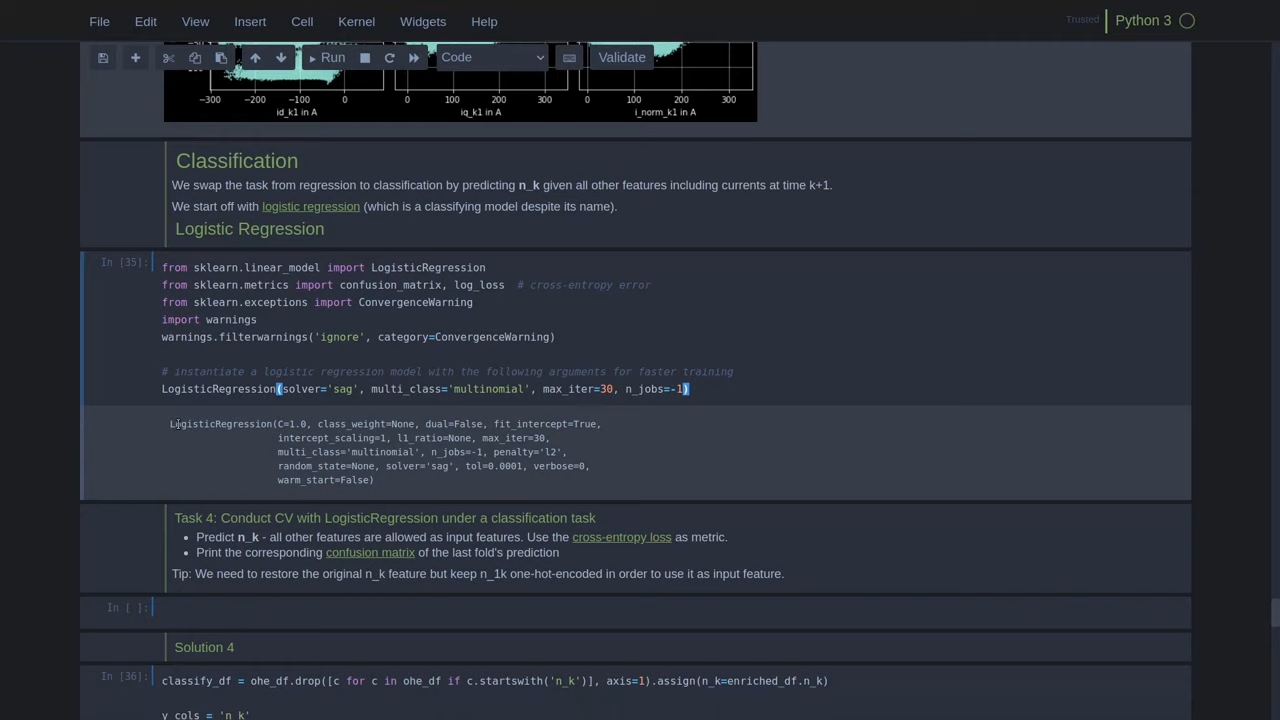 File Edit View Insert Cell Kernel Widgets Help Trusted Python 3
Run Code Validate
−300 −200 −100 0 0 100 200 300 0 100 200 300
id_k1 in A iq_k1 in A i_norm_k1 in A
Classification
We swap the task from regression to classification by predicting n_k given all other features including currents at time k+1.
We start off with logistic regression (which is a classifying model despite its name).
Logistic Regression
In [35]:
from sklearn.linear_model import LogisticRegression
from sklearn.metrics import confusion_matrix, log_loss  # cross-entropy error
from sklearn.exceptions import ConvergenceWarning
import warnings
warnings.filterwarnings('ignore', category=ConvergenceWarning)
# instantiate a logistic regression model with the following arguments for faster training
LogisticRegression(solver='sag', multi_class='multinomial', max_iter=30, n_jobs=-1)
LogisticRegression(C=1.0, class_weight=None, dual=False, fit_intercept=True,
intercept_scaling=1, l1_ratio=None, max_iter=30,
multi_class='multinomial', n_jobs=-1, penalty='l2',
random_state=None, solver='sag', tol=0.0001, verbose=0,
warm_start=False)
Task 4: Conduct CV with LogisticRegression under a classification task
• Predict n_k - all other features are allowed as input features. Use the cross-entropy loss as metric.
• Print the corresponding confusion matrix of the last fold's prediction
Tip: We need to restore the original n_k feature but keep n_1k one-hot-encoded in order to use it as input feature.
In [ ]:
Solution 4
In [36]:
classify_df = ohe_df.drop([c for c in ohe_df if c.startswith('n_k')], axis=1).assign(n_k=enriched_df.n_k)
y_cols = 'n_k'